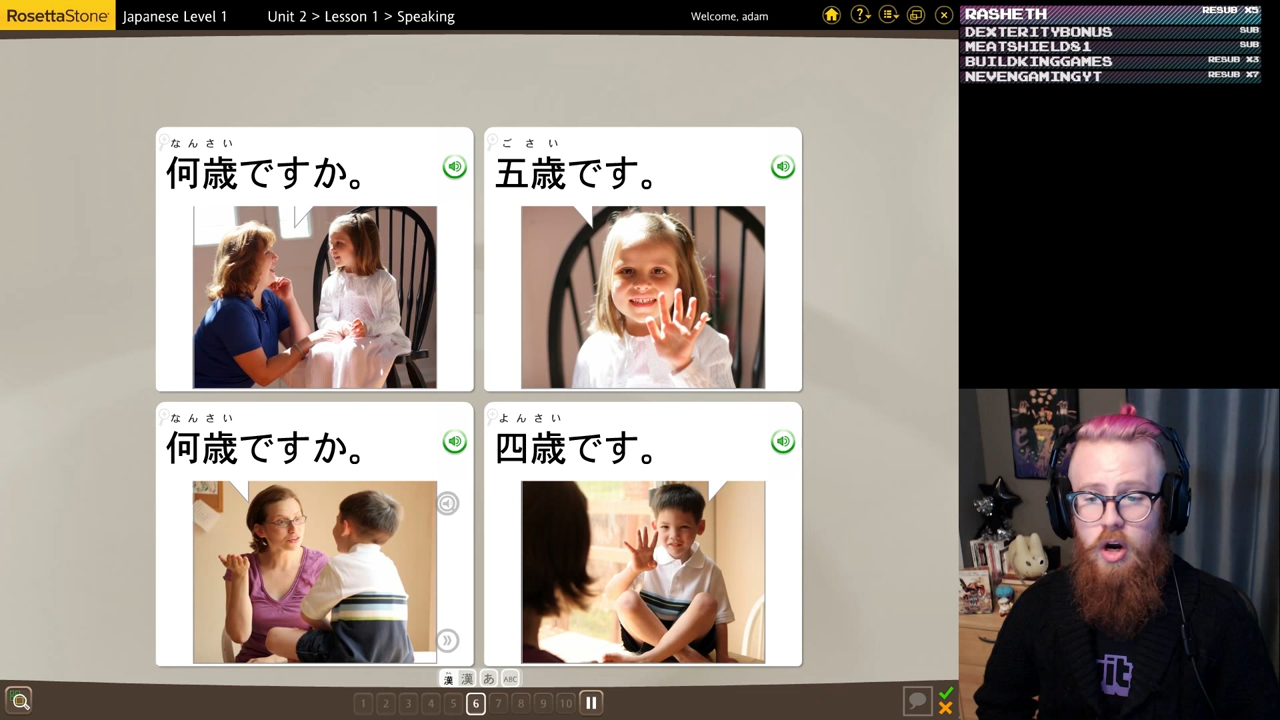 RosettaStone
Japanese Level 1
Unit 2 > Lesson 1 > Speaking
Welcome, adam
なんさい
何歳ですか。
ごさい
五歳です。
なんさい
何歳ですか。
よんさい
四歳です。
漢 漢 あ ABC
1 2 3 4 5 6 7 8 9 10
RASHETH RESUB X5
DEXTERITYBONUS SUB
MEATSHIELD81 SUB
BUILDKINGGAMES RESUB X3
NEVENGAMINGYT RESUB X7
it